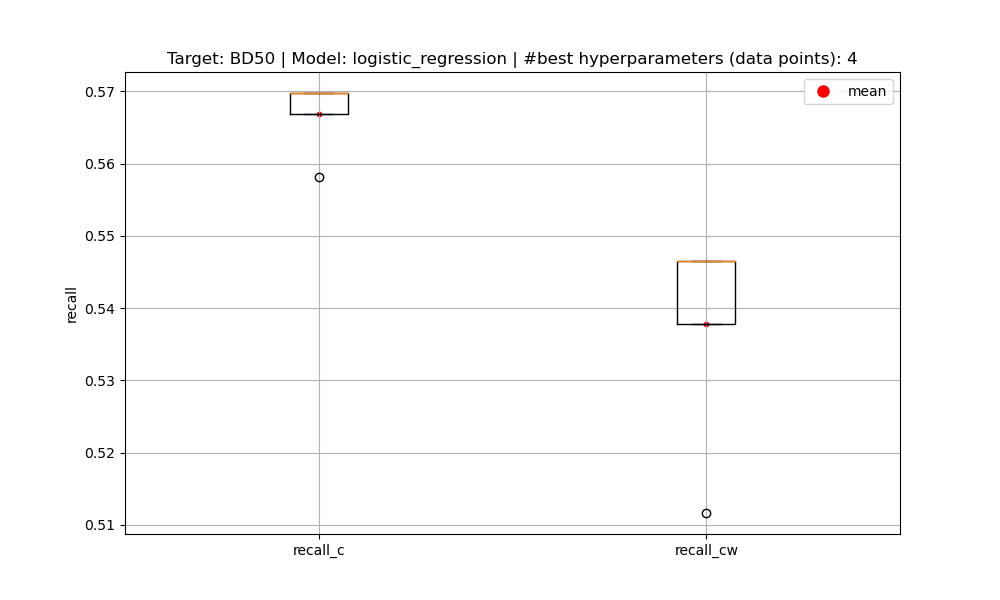 Target: BD50 | Model: logistic_regression | #best hyperparameters (data points): 4
mean
0.57
0.56
0.55
0.54
0.53
0.52
0.51
recall
recall_c
recall_cw